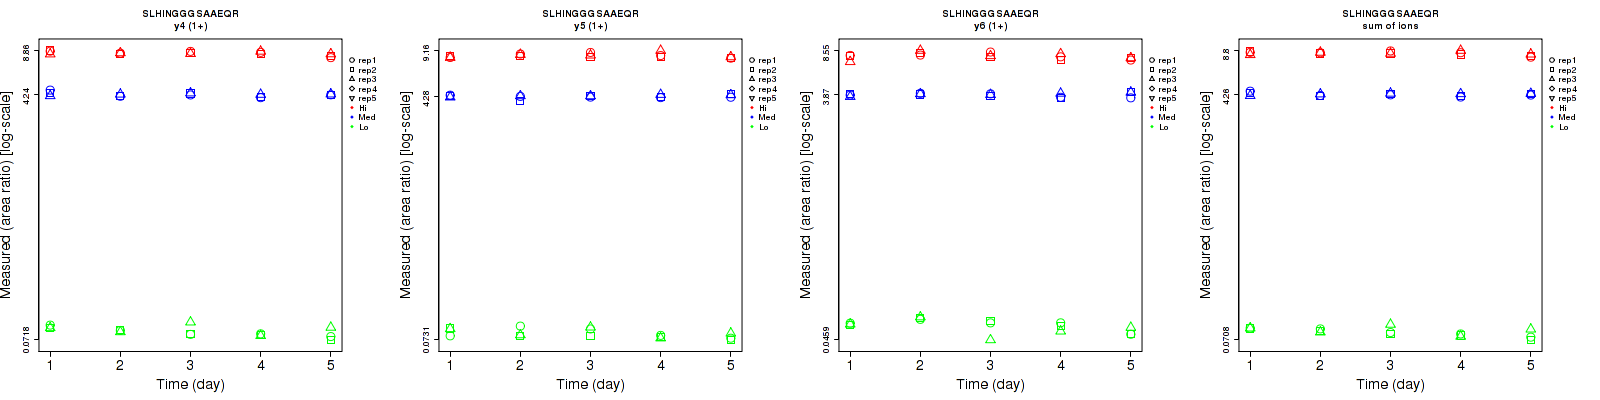 SLHINGGGSAAEQR
y4 (1+)
Measured (area ratio) [log-scale]
8.86
4.24
0.0718
1 2 3 4 5
Time (day)
rep1
rep2
rep3
rep4
rep5
Hi
Med
Lo
SLHINGGGSAAEQR
y5 (1+)
Measured (area ratio) [log-scale]
9.16
4.28
0.0731
1 2 3 4 5
Time (day)
rep1
rep2
rep3
rep4
rep5
Hi
Med
Lo
SLHINGGGSAAEQR
y6 (1+)
Measured (area ratio) [log-scale]
8.55
3.87
0.0459
1 2 3 4 5
Time (day)
rep1
rep2
rep3
rep4
rep5
Hi
Med
Lo
SLHINGGGSAAEQR
sum of ions
Measured (area ratio) [log-scale]
8.8
4.26
0.0708
1 2 3 4 5
Time (day)
rep1
rep2
rep3
rep4
rep5
Hi
Med
Lo